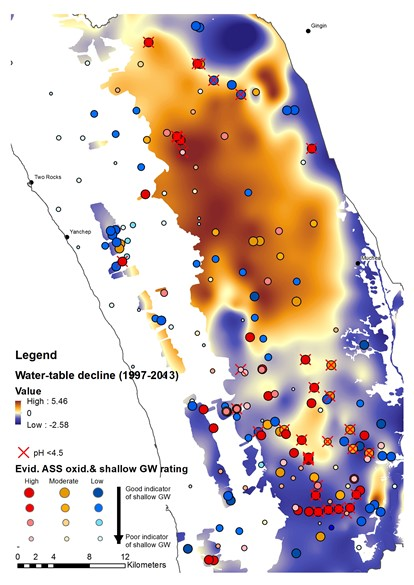 Gingin
Two Rocks
Yanchep
Muchea
Legend
Water-table decline (1997-2013)
Value
High : 5.46
0
Low : -2.58
pH <4.5
Evid. ASS oxid.& shallow GW rating
High Moderate Low
Good indicator
of shallow GW
Poor indicator
of shallow GW
0 2 4 8 12
Kilometers